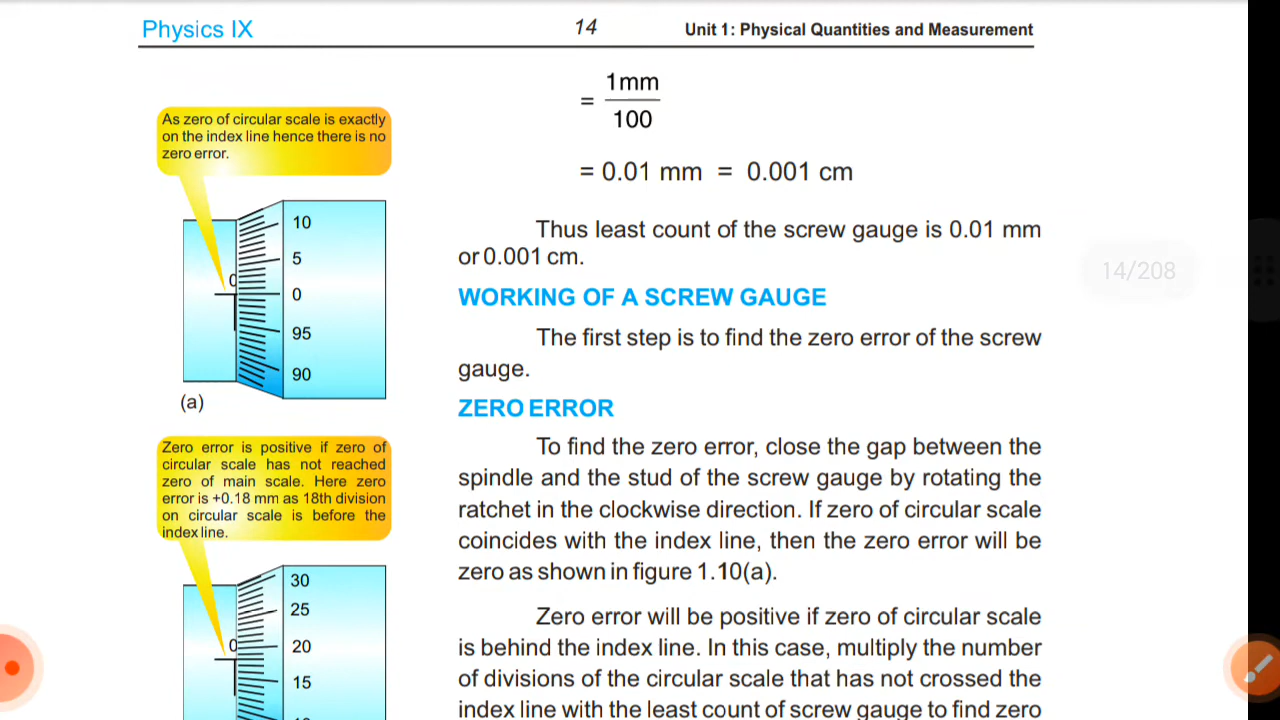 Physics IX
14
Unit 1: Physical Quantities and Measurement
As zero of circular scale is exactly
on the index line hence there is no
zero error.
10
5
0
0
95
90
(a)
Zero error is positive if zero of
circular scale has not reached
zero of main scale. Here zero
error is +0.18 mm as 18th division
on circular scale is before the
index line.
30
25
0
20
15
= 1mm
100
= 0.01 mm = 0.001 cm
Thus least count of the screw gauge is 0.01 mm
or 0.001 cm.
WORKING OF A SCREW GAUGE
The first step is to find the zero error of the screw
gauge.
ZERO ERROR
To find the zero error, close the gap between the
spindle and the stud of the screw gauge by rotating the
ratchet in the clockwise direction. If zero of circular scale
coincides with the index line, then the zero error will be
zero as shown in figure 1.10(a).
Zero error will be positive if zero of circular scale
is behind the index line. In this case, multiply the number
of divisions of the circular scale that has not crossed the
index line with the least count of screw gauge to find zero
14/208